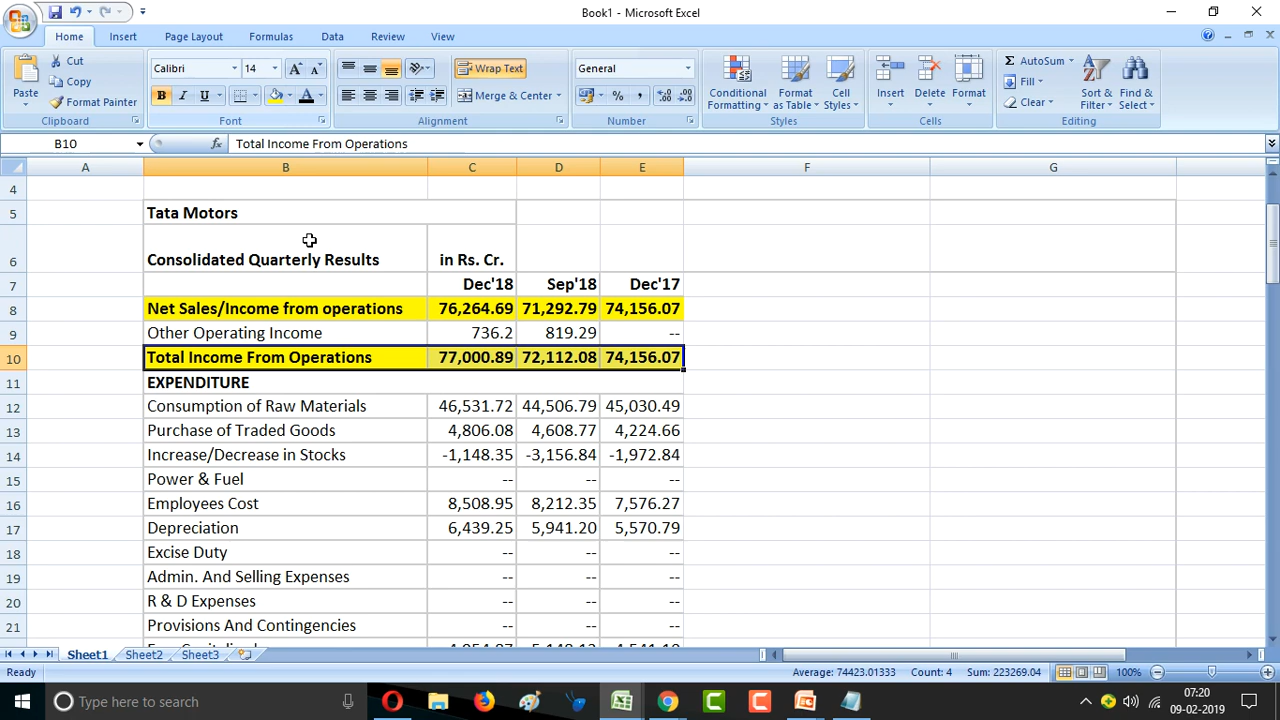 Book1 - Microsoft Excel
Home Insert Page Layout Formulas Data Review View
Paste Cut Calibri 14 Wrap Text General Conditional Formatting Format as Table Cell Styles Insert Delete Format AutoSum Sort & Filter Find & Select
Copy Fill
Format Painter B I U A Merge & Center % , Clear
Clipboard Font Alignment Number Styles Cells Editing
B10 fx Total Income From Operations
A B C D E F G
4
5 Tata Motors
6 Consolidated Quarterly Results in Rs. Cr.
7 Dec'18 Sep'18 Dec'17
8 Net Sales/Income from operations 76,264.69 71,292.79 74,156.07
9 Other Operating Income 736.2 819.29 --
10 Total Income From Operations 77,000.89 72,112.08 74,156.07
11 EXPENDITURE
12 Consumption of Raw Materials 46,531.72 44,506.79 45,030.49
13 Purchase of Traded Goods 4,806.08 4,608.77 4,224.66
14 Increase/Decrease in Stocks -1,148.35 -3,156.84 -1,972.84
15 Power & Fuel -- -- --
16 Employees Cost 8,508.95 8,212.35 7,576.27
17 Depreciation 6,439.25 5,941.20 5,570.79
18 Excise Duty -- -- --
19 Admin. And Selling Expenses -- -- --
20 R & D Expenses -- -- --
21 Provisions And Contingencies -- -- --
Sheet1 Sheet2 Sheet3
Ready Average: 74423.01333 Count: 4 Sum: 223269.04 100%
Type here to search 07:20
09-02-2019